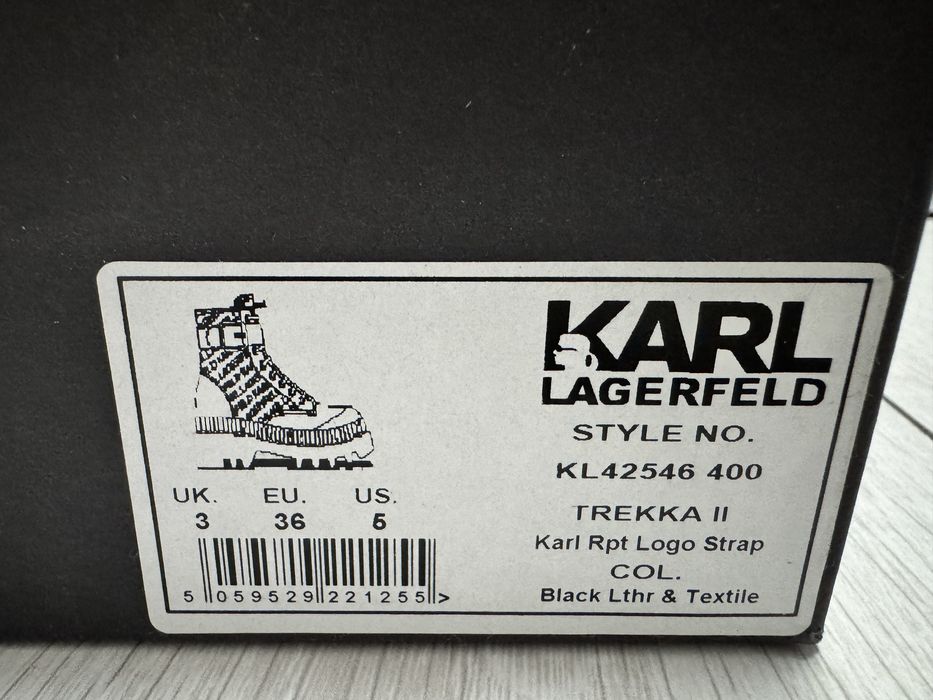 KARL
LAGERFELD
STYLE NO.
KL42546 400
TREKKA II
Karl Rpt Logo Strap
COL.
Black Lthr & Textile
UK. EU. US.
3 36 5
5 059529 221255 >